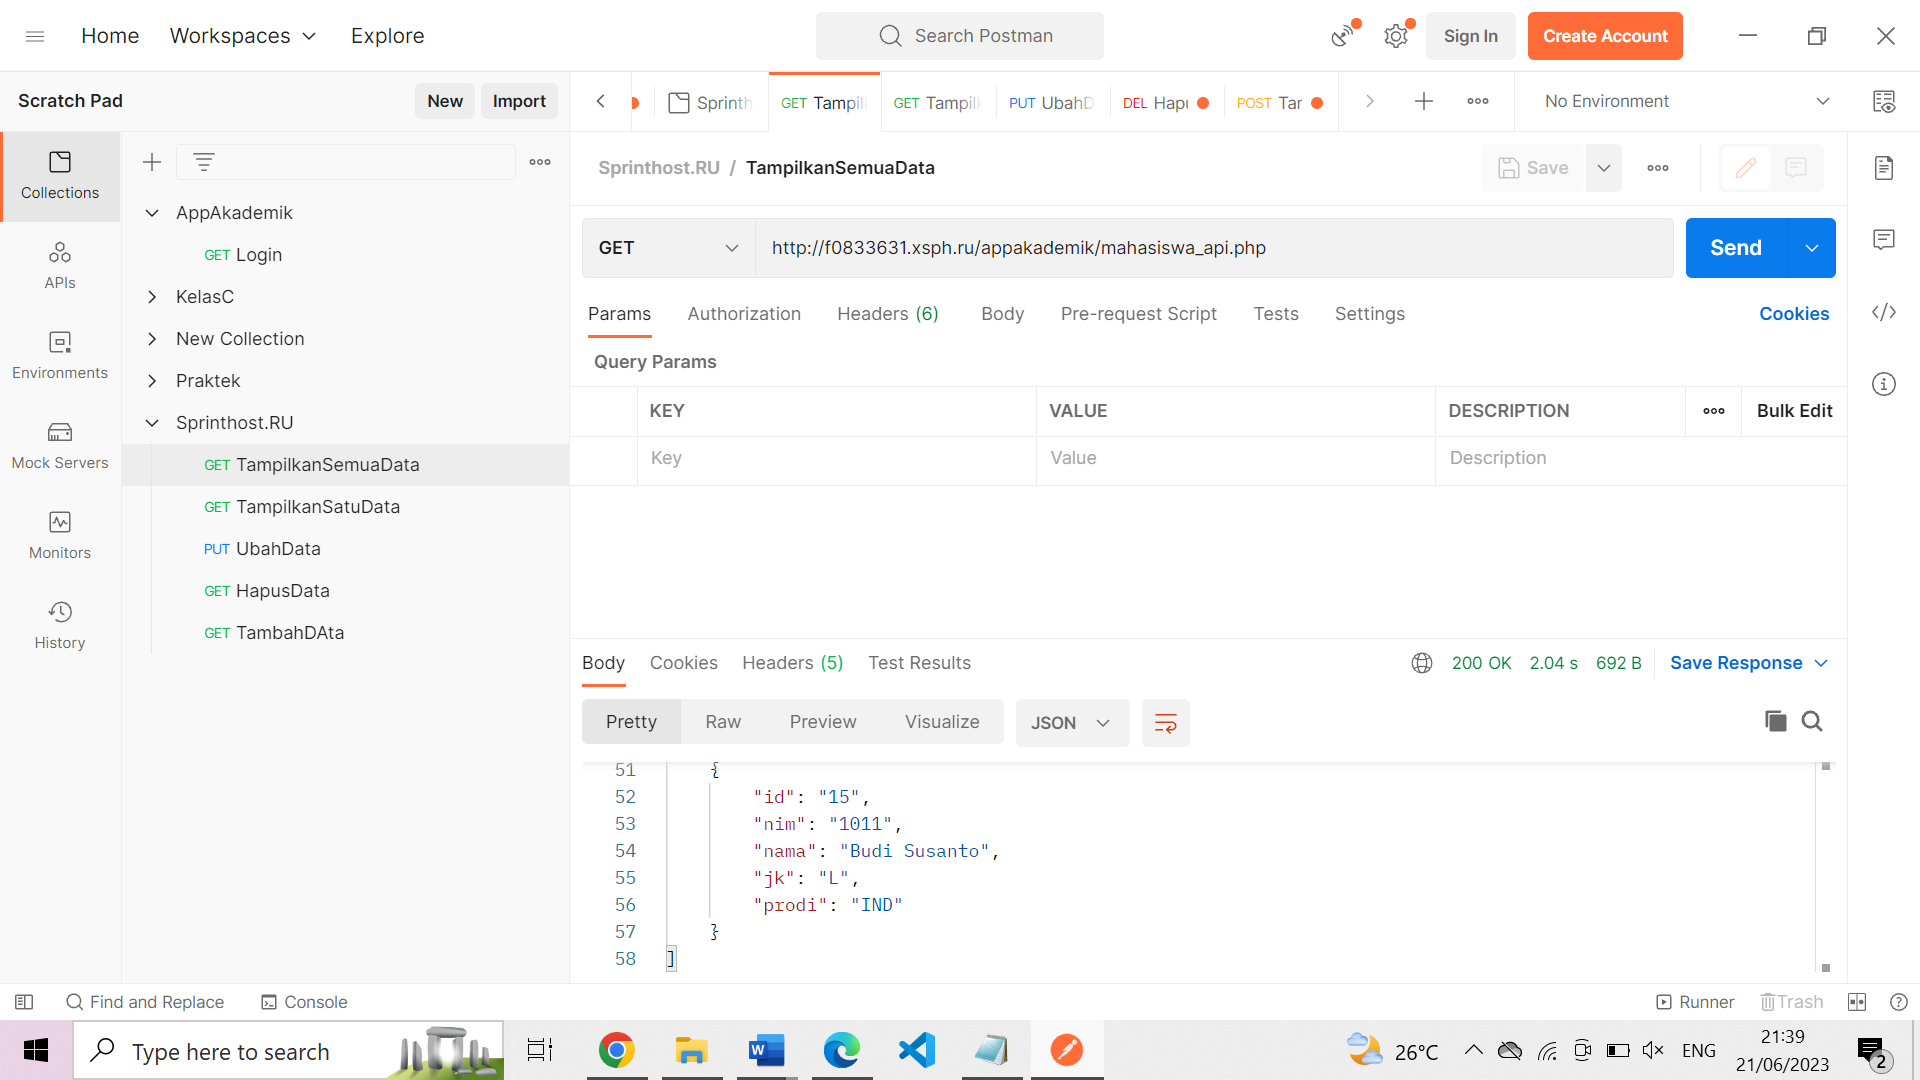 Home Workspaces Explore Search Postman Sign In Create Account
Scratch Pad New Import Sprinth GET Tampil GET Tampilk PUT UbahD DEL Hapu POST Tar No Environment
Sprinthost.RU / TampilkanSemuaData Save
Collections
APIs
Environments
Mock Servers
Monitors
History
AppAkademik
GET Login
KelasC
New Collection
Praktek
Sprinthost.RU
GET TampilkanSemuaData
GET TampilkanSatuData
PUT UbahData
GET HapusData
GET TambahDAta
GET http://f0833631.xsph.ru/appakademik/mahasiswa_api.php Send
Params Authorization Headers (6) Body Pre-request Script Tests Settings Cookies
Query Params
KEY VALUE DESCRIPTION Bulk Edit
Key Value Description
Body Cookies Headers (5) Test Results 200 OK 2.04 s 692 B Save Response
Pretty Raw Preview Visualize JSON
51 {
52 "id": "15",
53 "nim": "1011",
54 "nama": "Budi Susanto",
55 "jk": "L",
56 "prodi": "IND"
57 }
58 ]
Find and Replace Console Runner Trash
Type here to search 26°C ENG 21:39
21/06/2023 2